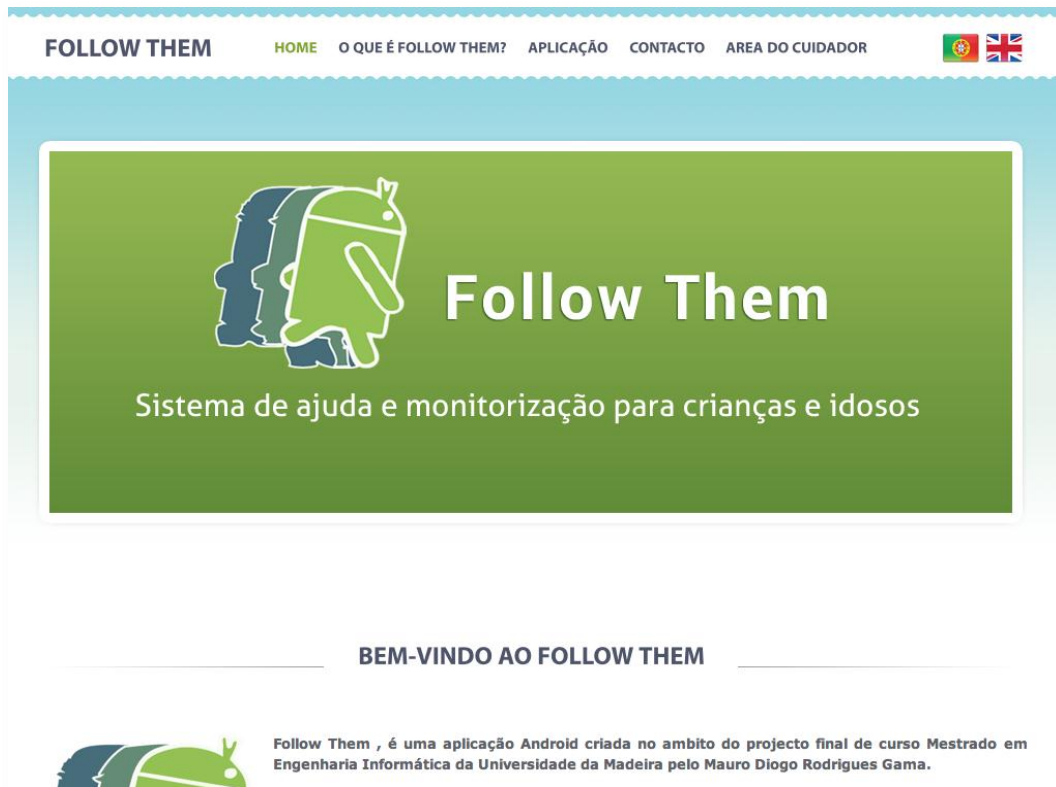 FOLLOW THEM
HOME O QUE É FOLLOW THEM? APLICAÇÃO CONTACTO AREA DO CUIDADOR
Follow Them
Sistema de ajuda e monitorização para crianças e idosos
BEM-VINDO AO FOLLOW THEM
Follow Them , é uma aplicação Android criada no ambito do projecto final de curso Mestrado em
Engenharia Informática da Universidade da Madeira pelo Mauro Diogo Rodrigues Gama.